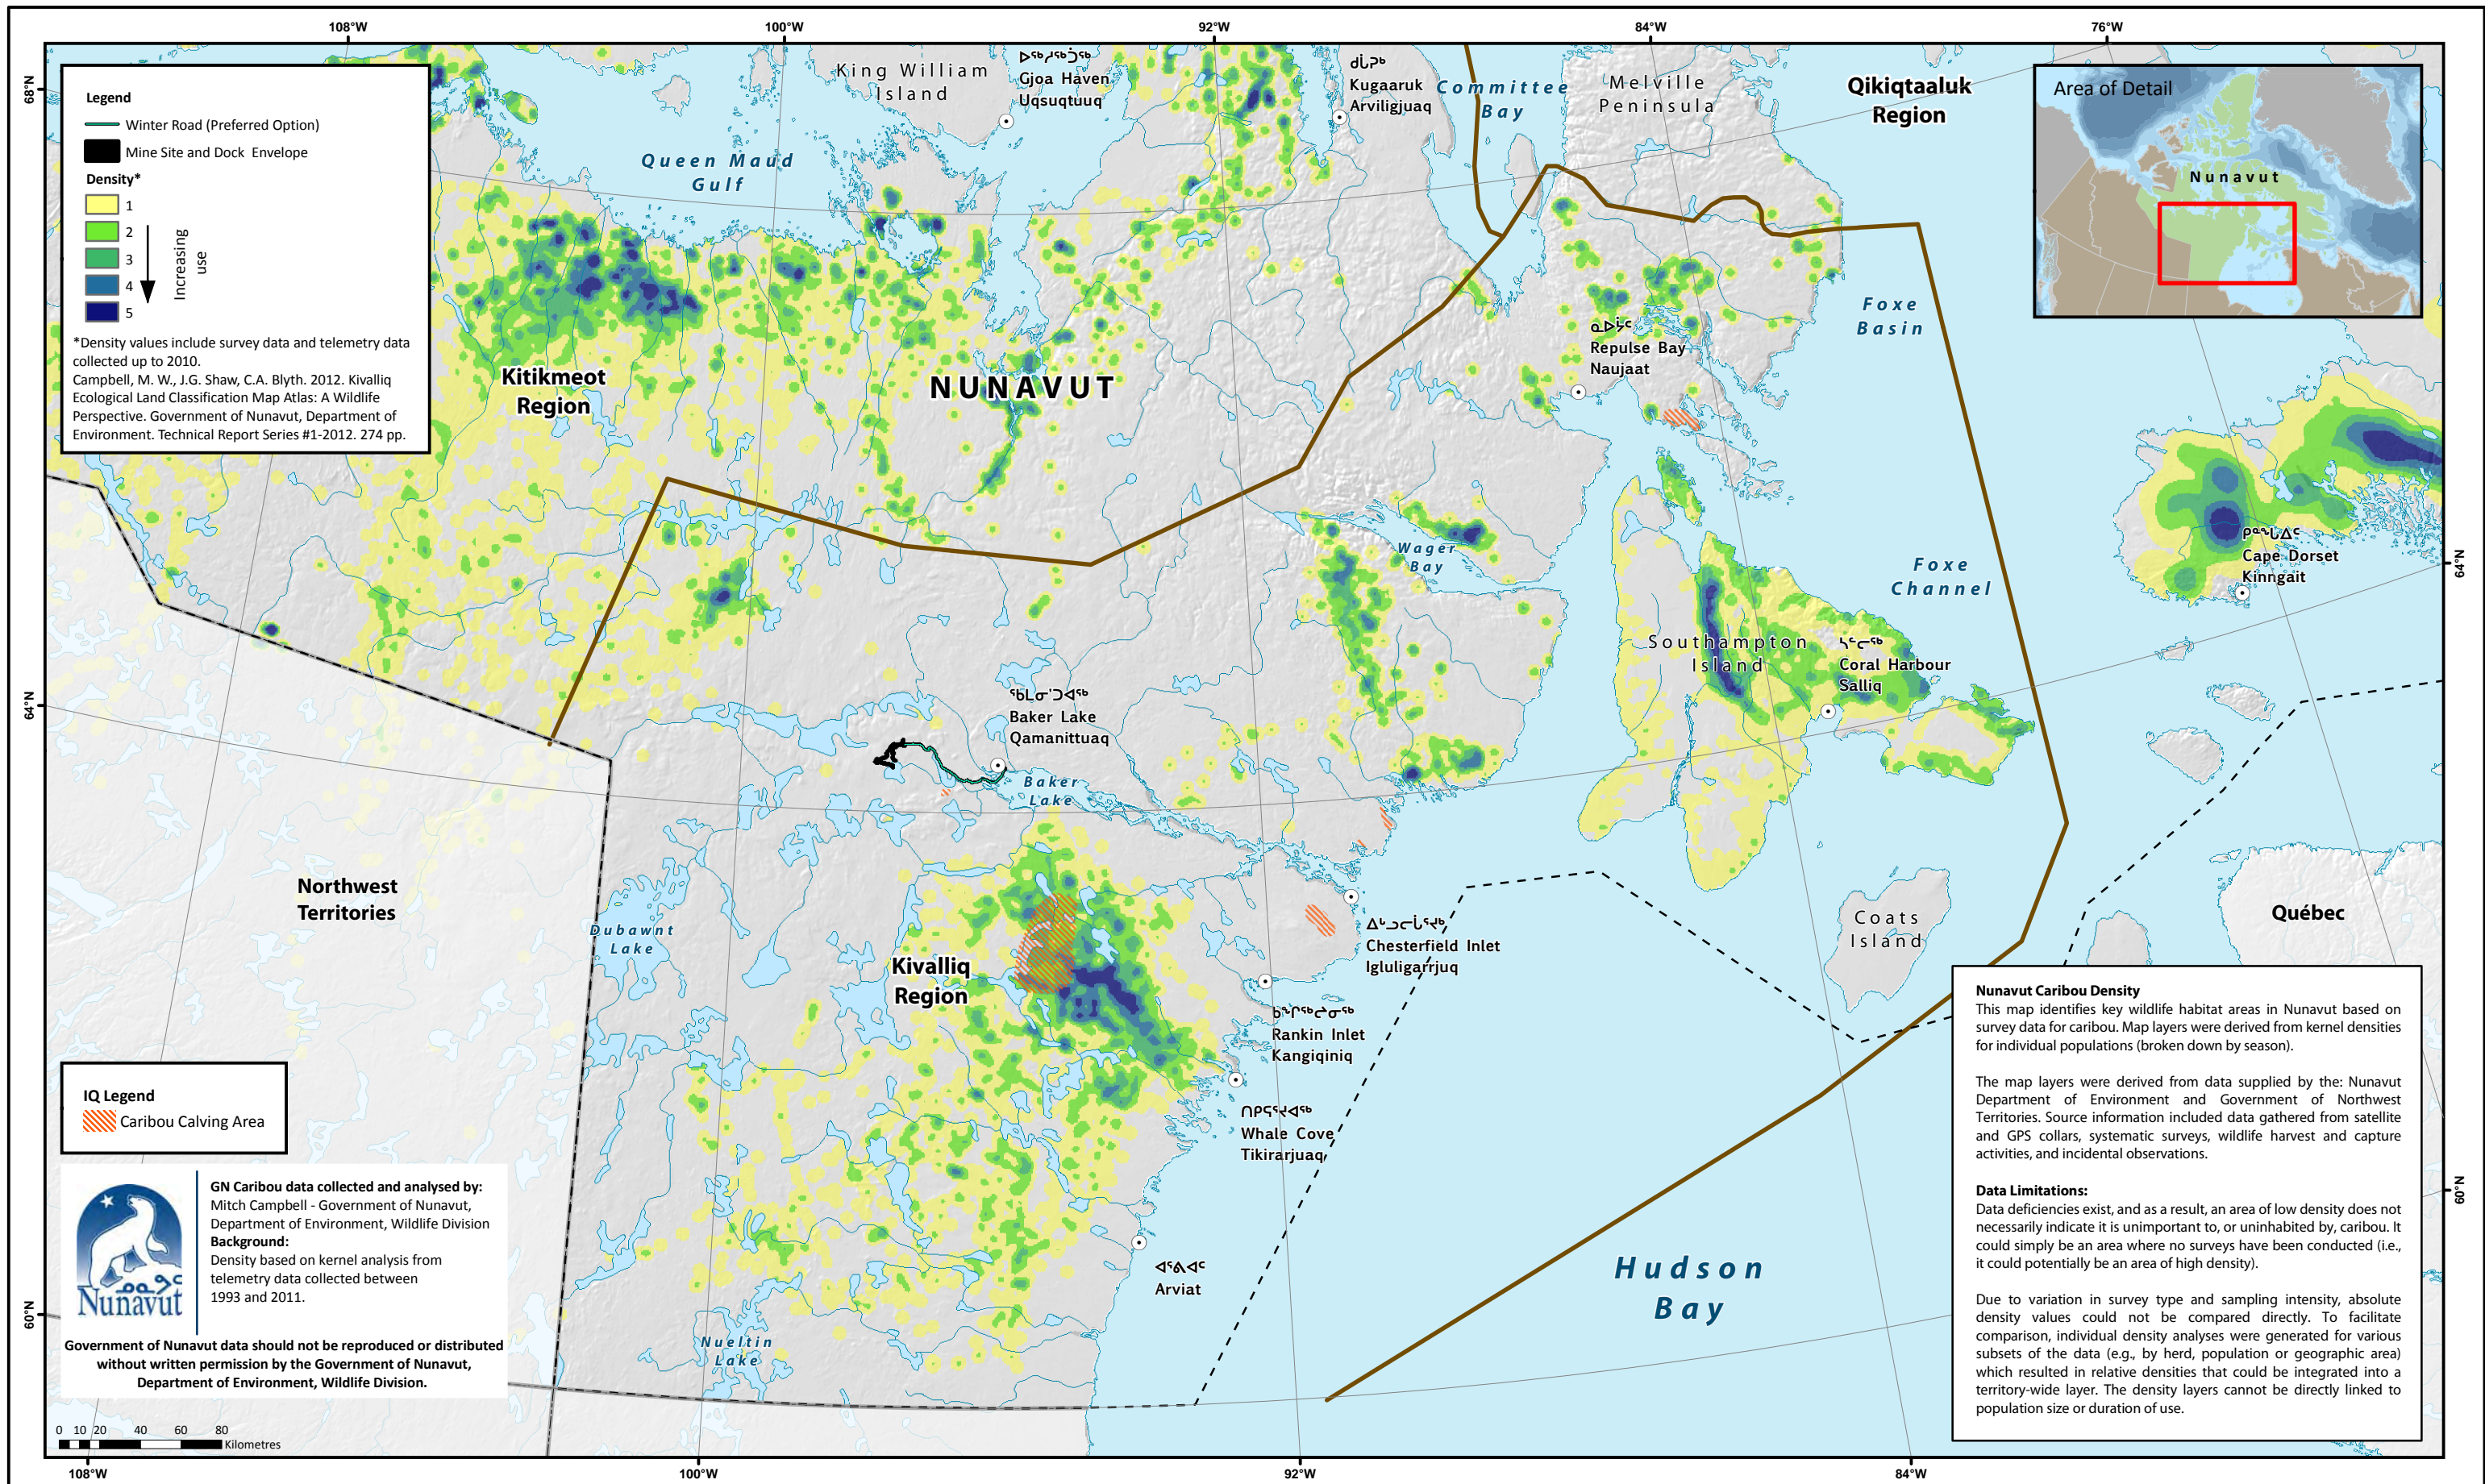 108°W
100°W
92°W
84°W
76°W
68°N
64°N
60°N
64°N
60°N
108°W
100°W
92°W
84°W
Legend
Winter Road (Preferred Option)
Mine Site and Dock Envelope
Density*
1
2
3
4
5
Increasing
use
*Density values include survey data and telemetry data
collected up to 2010.
Campbell, M. W., J.G. Shaw, C.A. Blyth. 2012. Kivalliq
Ecological Land Classification Map Atlas: A Wildlife
Perspective. Government of Nunavut, Department of
Environment. Technical Report Series #1-2012. 274 pp.
King William
Island
ᐅᖅᓱᖅᑑᖅ
Gjoa Haven
Uqsuqtuuq
ᑰᒑᕐᒃ
Kugaaruk
Arviligjuaq
Committee
Bay
Melville
Peninsula
Qikiqtaaluk
Region
Area of Detail
Nunavut
Queen Maud
Gulf
Kitikmeot
Region
NUNAVUT
ᓇᐅᔮᑦ
Repulse Bay
Naujaat
Foxe
Basin
Wager
Bay
Foxe
Channel
ᑭᙵᐃᑦ
Cape Dorset
Kinngait
Southampton
Island
ᓴᓪᓕᖅ
Coral Harbour
Salliq
ᖃᒪᓂ'ᑐᐊᖅ
Baker Lake
Qamanittuaq
Baker
Lake
Northwest
Territories
Dubawnt
Lake
Kivalliq
Region
ᐃᒡᓗᓕᒑᕐᔪᒃ
Chesterfield Inlet
Igluligarrjuq
Coats
Island
Québec
ᑲᖏᖅᖠᓂᖅ
Rankin Inlet
Kangiqiniq
ᑎᑭᕋᕐᔪᐊᖅ
Whale Cove
Tikirarjuaq
ᐊᕐᕕᐊᑦ
Arviat
Hudson
Bay
Nueltin
Lake
IQ Legend
Caribou Calving Area
ᓄᓇᕗᑦ
Nunavut
GN Caribou data collected and analysed by:
Mitch Campbell - Government of Nunavut,
Department of Environment, Wildlife Division
Background:
Density based on kernel analysis from
telemetry data collected between
1993 and 2011.
Government of Nunavut data should not be reproduced or distributed
without written permission by the Government of Nunavut,
Department of Environment, Wildlife Division.
0 10 20 40 60 80
Kilometres
Nunavut Caribou Density
This map identifies key wildlife habitat areas in Nunavut based on
survey data for caribou. Map layers were derived from kernel densities
for individual populations (broken down by season).
The map layers were derived from data supplied by the: Nunavut
Department of Environment and Government of Northwest
Territories. Source information included data gathered from satellite
and GPS collars, systematic surveys, wildlife harvest and capture
activities, and incidental observations.
Data Limitations:
Data deficiencies exist, and as a result, an area of low density does not
necessarily indicate it is unimportant to, or uninhabited by, caribou. It
could simply be an area where no surveys have been conducted (i.e.,
it could potentially be an area of high density).
Due to variation in survey type and sampling intensity, absolute
density values could not be compared directly. To facilitate
comparison, individual density analyses were generated for various
subsets of the data (e.g., by herd, population or geographic area)
which resulted in relative densities that could be integrated into a
territory-wide layer. The density layers cannot be directly linked to
population size or duration of use.